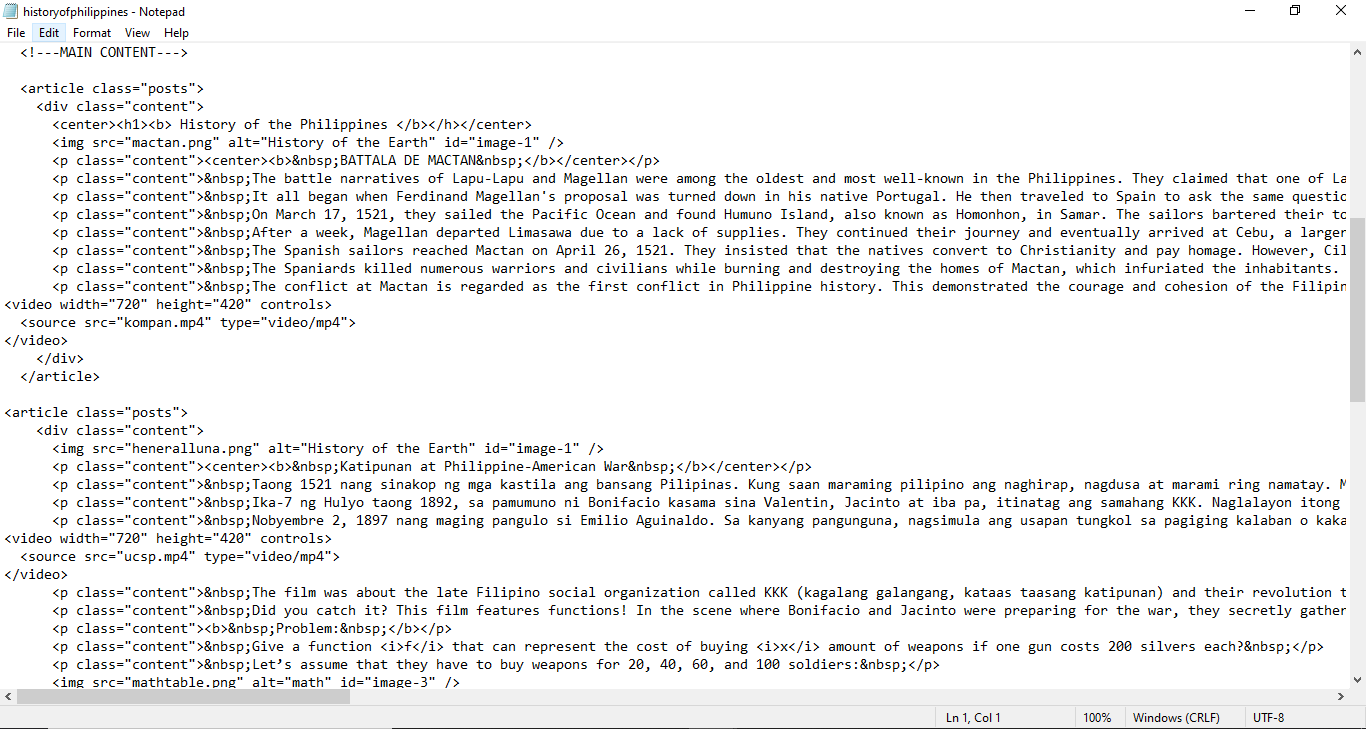 historyofphilippines - Notepad
File Edit Format View Help
<!---MAIN CONTENT--->
<article class="posts">
<div class="content">
<center><h1><b> History of the Philippines </b></h></center>
<img src="mactan.png" alt="History of the Earth" id="image-1" />
<p class="content"><center><b>&nbsp;BATTALA DE MACTAN&nbsp;</b></center></p>
<p class="content">&nbsp;The battle narratives of Lapu-Lapu and Magellan were among the oldest and most well-known in the Philippines. They claimed that one of La
<p class="content">&nbsp;It all began when Ferdinand Magellan's proposal was turned down in his native Portugal. He then traveled to Spain to ask the same questic
<p class="content">&nbsp;On March 17, 1521, they sailed the Pacific Ocean and found Humuno Island, also known as Homonhon, in Samar. The sailors bartered their to
<p class="content">&nbsp;After a week, Magellan departed Limasawa due to a lack of supplies. They continued their journey and eventually arrived at Cebu, a larger
<p class="content">&nbsp;The Spanish sailors reached Mactan on April 26, 1521. They insisted that the natives convert to Christianity and pay homage. However, Cil
<p class="content">&nbsp;The Spaniards killed numerous warriors and civilians while burning and destroying the homes of Mactan, which infuriated the inhabitants.
<p class="content">&nbsp;The conflict at Mactan is regarded as the first conflict in Philippine history. This demonstrated the courage and cohesion of the Filipin
<video width="720" height="420" controls>
<source src="kompan.mp4" type="video/mp4">
</video>
</div>
</article>
<article class="posts">
<div class="content">
<img src="heneralluna.png" alt="History of the Earth" id="image-1" />
<p class="content"><center><b>&nbsp;Katipunan at Philippine-American War&nbsp;</b></center></p>
<p class="content">&nbsp;Taong 1521 nang sinakop ng mga kastila ang bansang Pilipinas. Kung saan maraming pilipino ang naghirap, nagdusa at marami ring namatay. M
<p class="content">&nbsp;Ika-7 ng Hulyo taong 1892, sa pamumuno ni Bonifacio kasama sina Valentin, Jacinto at iba pa, itinatag ang samahang KKK. Naglalayon itong
<p class="content">&nbsp;Nobyembre 2, 1897 nang maging pangulo si Emilio Aguinaldo. Sa kanyang pangunguna, nagsimula ang usapan tungkol sa pagiging kalaban o kaka
<video width="720" height="420" controls>
<source src="ucsp.mp4" type="video/mp4">
</video>
<p class="content">&nbsp;The film was about the late Filipino social organization called KKK (kagalang galangang, kataas taasang katipunan) and their revolution t
<p class="content">&nbsp;Did you catch it? This film features functions! In the scene where Bonifacio and Jacinto were preparing for the war, they secretly gather
<p class="content"><b>&nbsp;Problem:&nbsp;</b></p>
<p class="content">&nbsp;Give a function <i>f</i> that can represent the cost of buying <i>x</i> amount of weapons if one gun costs 200 silvers each?&nbsp;</p>
<p class="content">&nbsp;Let’s assume that they have to buy weapons for 20, 40, 60, and 100 soldiers:&nbsp;</p>
<img src="mathtable.png" alt="math" id="image-3" />
Ln 1, Col 1 100% Windows (CRLF) UTF-8